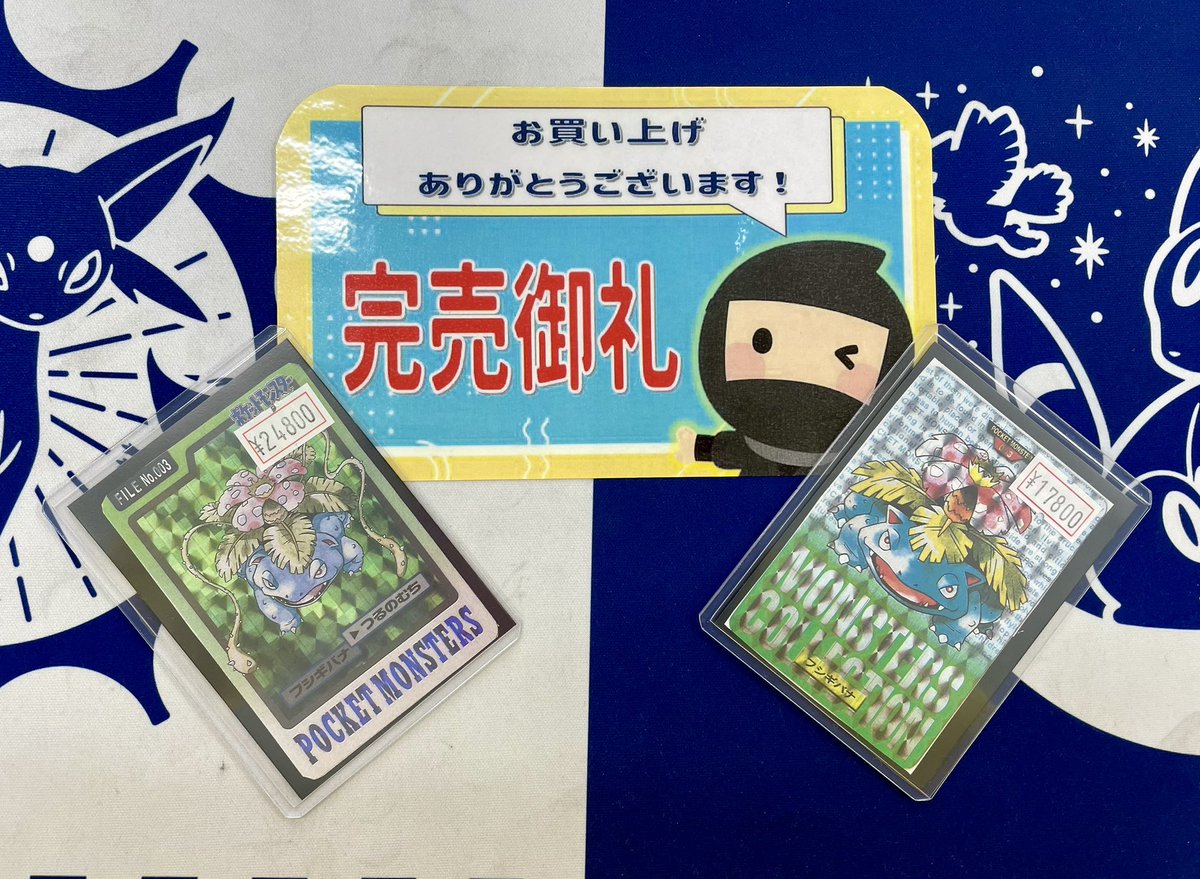 お買い上げ
ありがとうございます！
完売御礼
ポケットモンスター
¥24800
FILE No.003
フシギバナ ▶つるのむち
POCKET MONSTERS
POCKET MONSTE
¥17800
MONSTERS
COLLECTION
フシギバナ